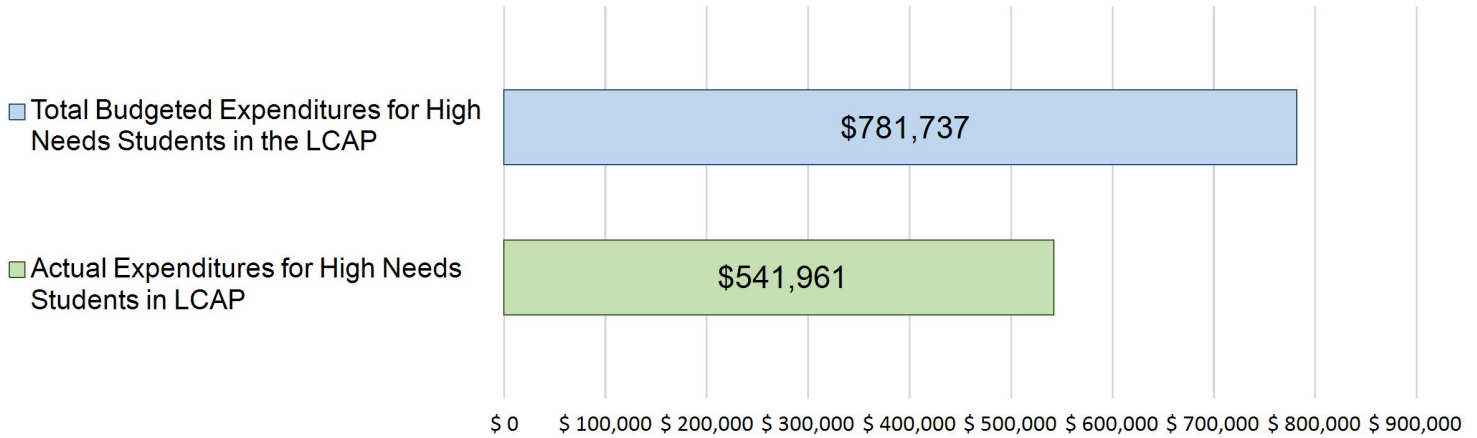 Total Budgeted Expenditures for High
Needs Students in the LCAP
$781,737
Actual Expenditures for High Needs
Students in LCAP
$541,961
$ 0 $ 100,000 $ 200,000 $ 300,000 $ 400,000 $ 500,000 $ 600,000 $ 700,000 $ 800,000 $ 900,000